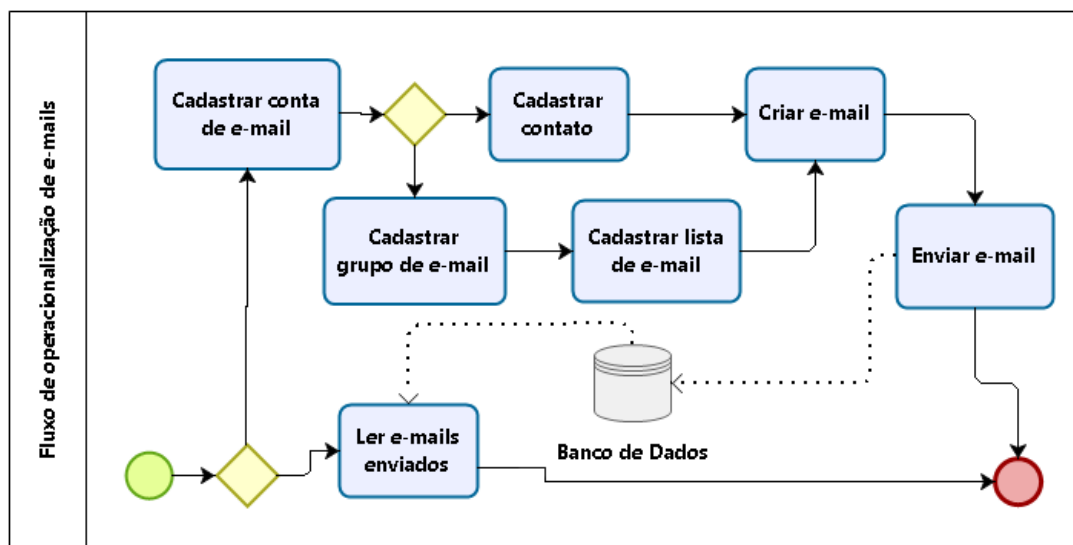 Fluxo de operacionalização de e-mails
Cadastrar conta
de e-mail
Cadastrar
contato
Criar e-mail
Cadastrar
grupo de e-mail
Cadastrar lista
de e-mail
Enviar e-mail
Ler e-mails
enviados
Banco de Dados